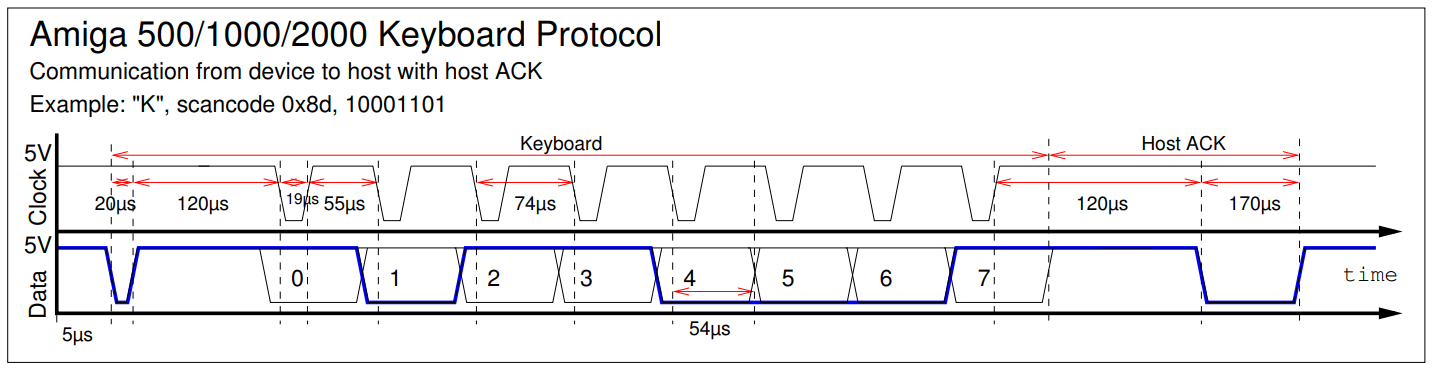 Amiga 500/1000/2000 Keyboard Protocol
Communication from device to host with host ACK
Example: "K", scancode 0x8d, 10001101
Keyboard
Host ACK
5V
Clock
20µs
120µs
19µs
55µs
74µs
120µs
170µs
5V
Data
0
1
2
3
4
5
6
7
time
5µs
54µs